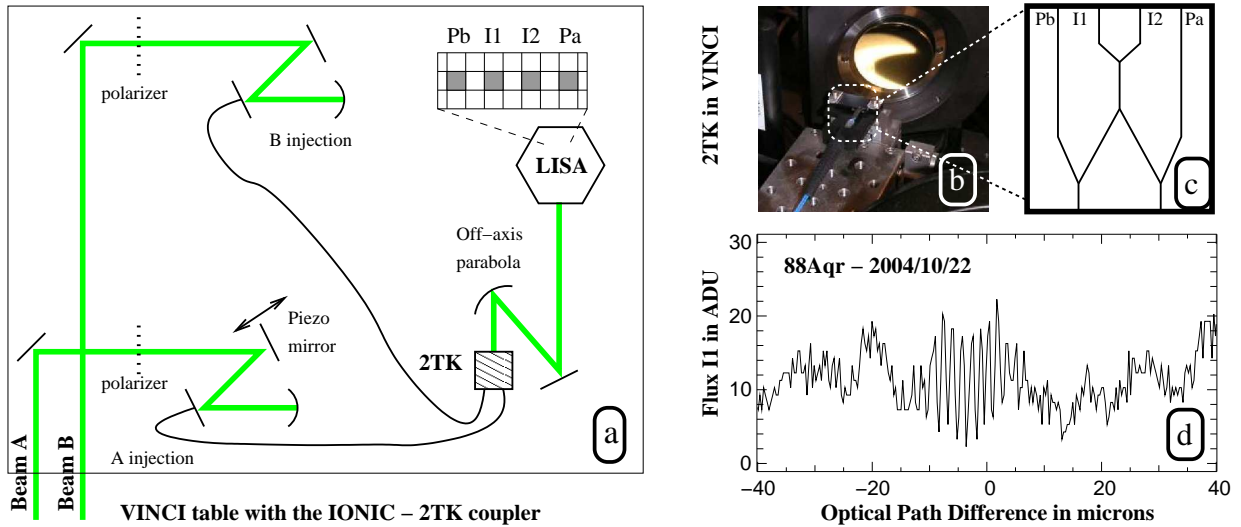 polarizer
B injection
Pb I1 I2 Pa
LISA
Off−axis
parabola
Piezo
mirror
polarizer
2TK
A injection
Beam A
Beam B
a
VINCI table with the IONIC − 2TK coupler
2TK in VINCI
b
Pb I1 I2 Pa
c
88Aqr − 2004/10/22
Flux I1 in ADU
30
20
10
0
−40 −20 0 20 40
d
Optical Path Difference in microns